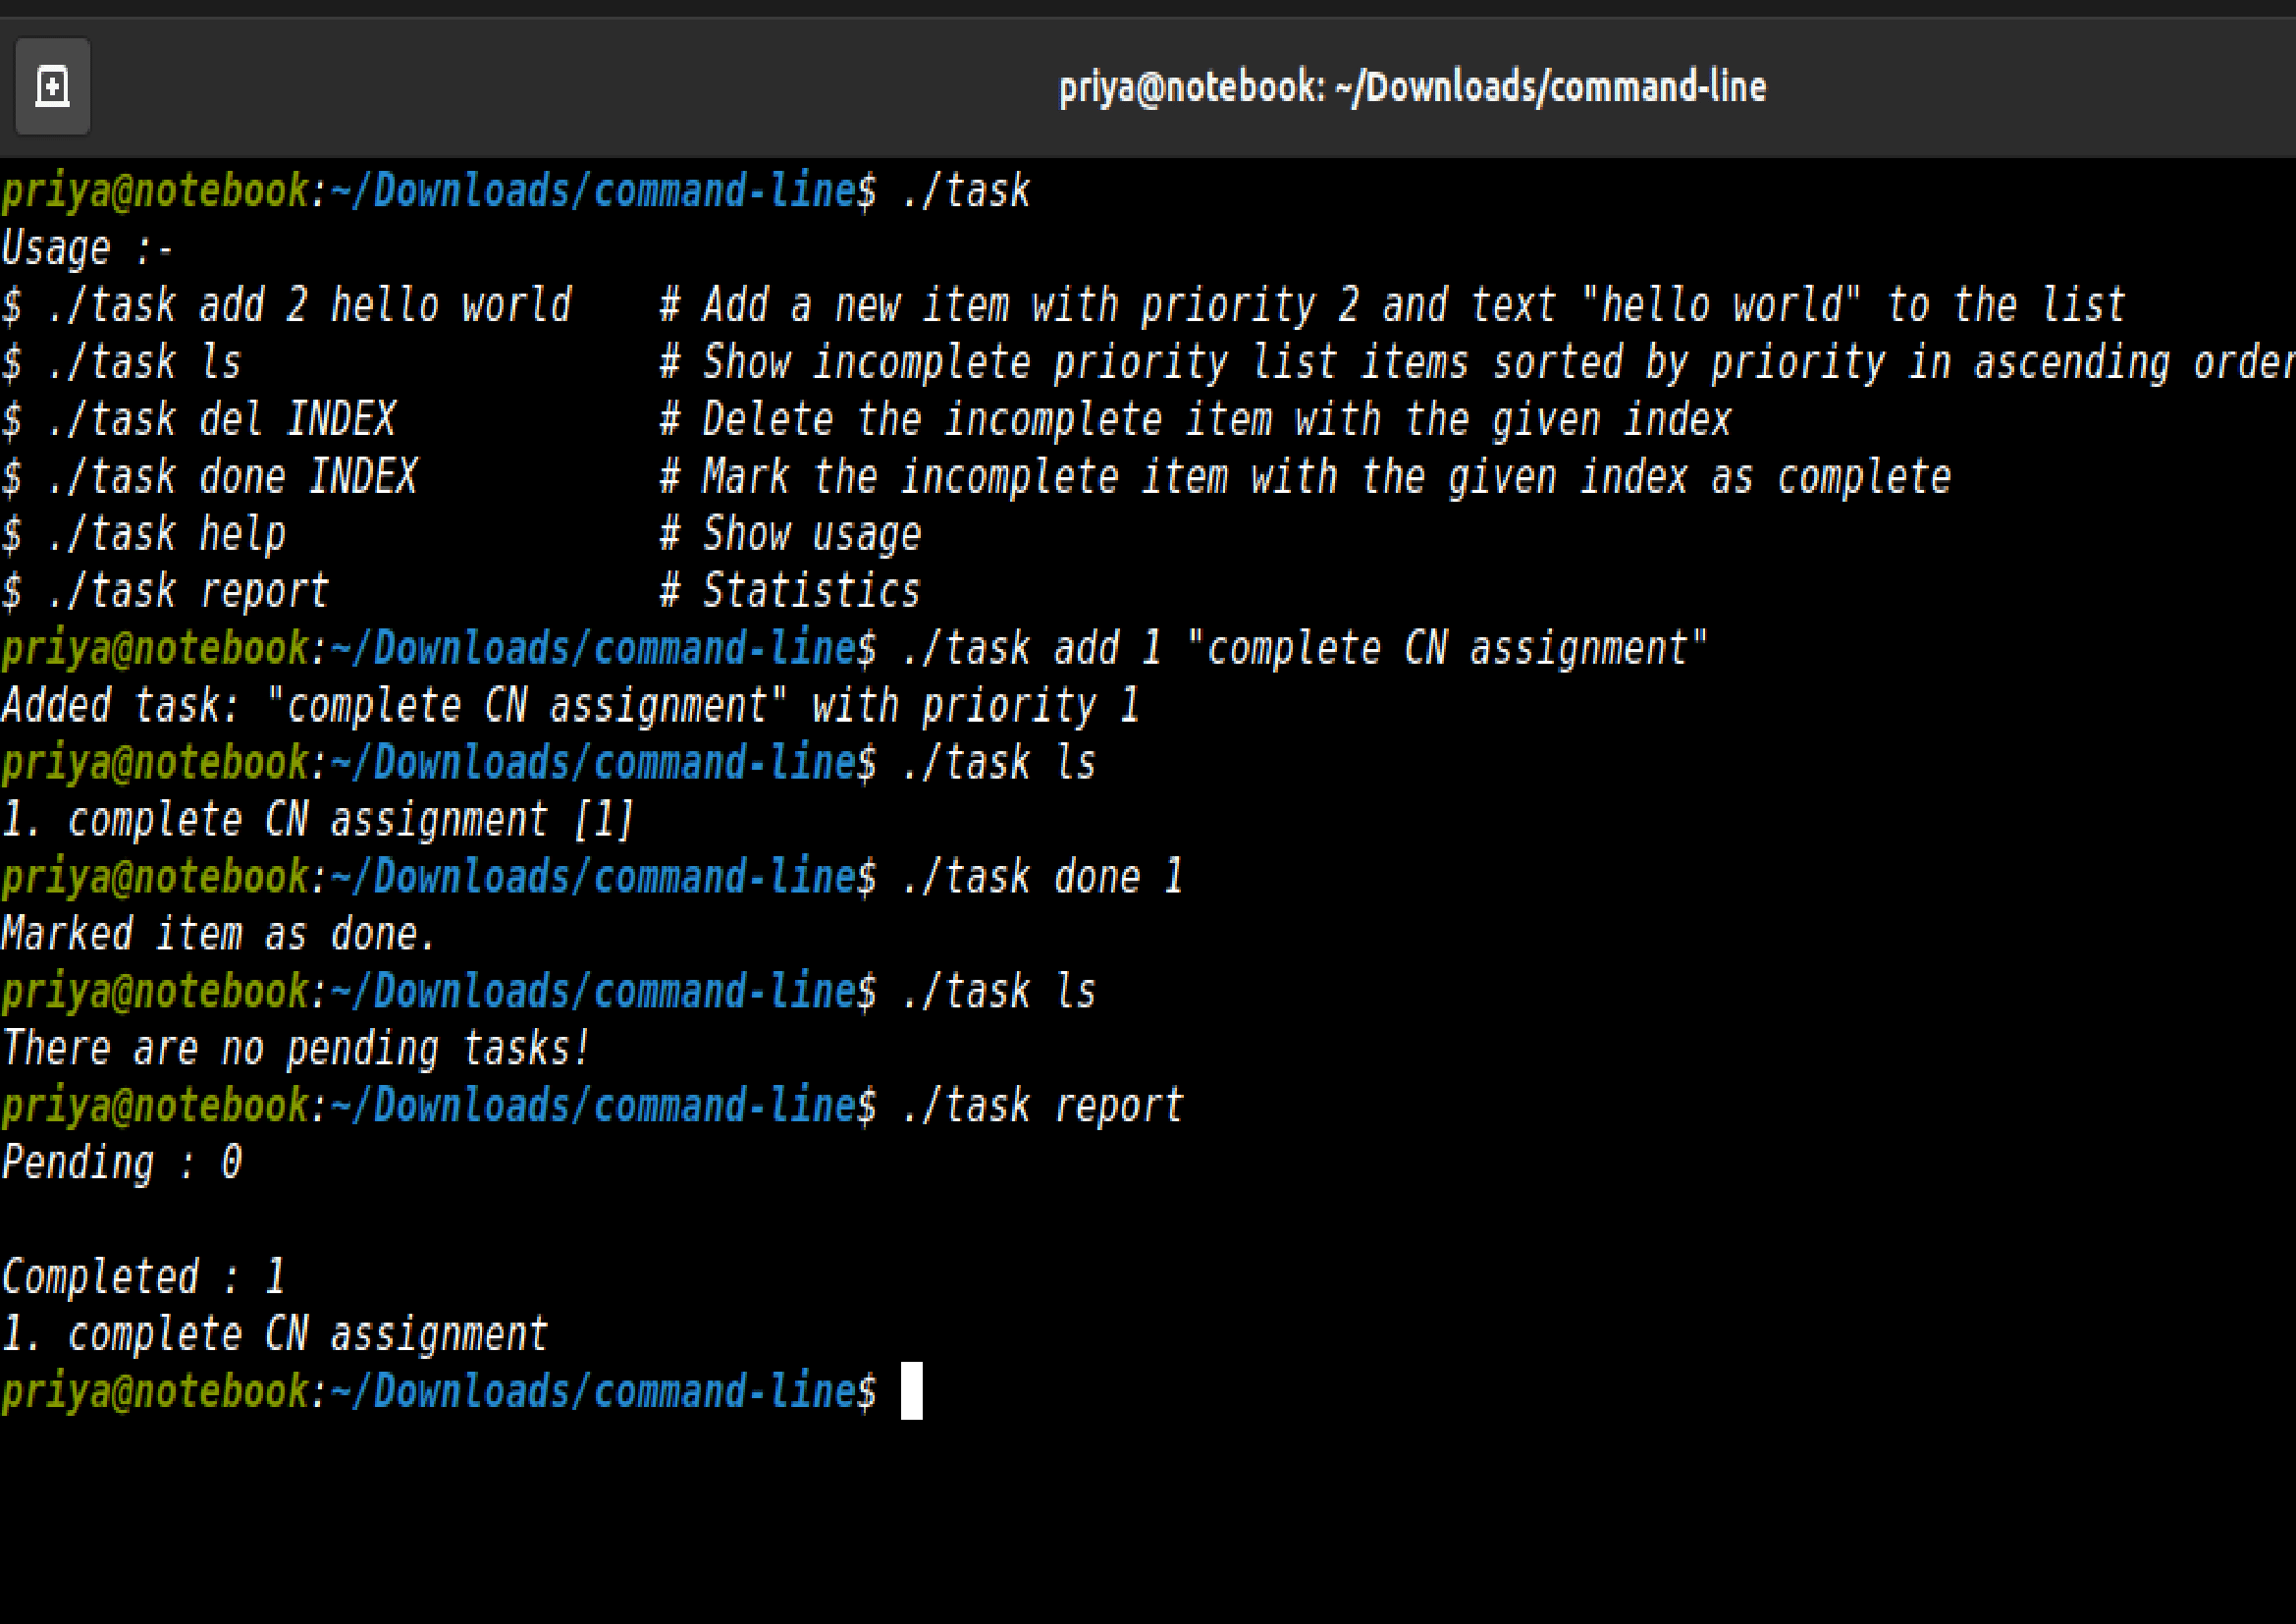 priya@notebook: ~/Downloads/command-line
priya@notebook:~/Downloads/command-line$ ./task
Usage :-
$ ./task add 2 hello world    # Add a new item with priority 2 and text "hello world" to the list
$ ./task ls                   # Show incomplete priority list items sorted by priority in ascending order
$ ./task del INDEX            # Delete the incomplete item with the given index
$ ./task done INDEX           # Mark the incomplete item with the given index as complete
$ ./task help                 # Show usage
$ ./task report               # Statistics
priya@notebook:~/Downloads/command-line$ ./task add 1 "complete CN assignment"
Added task: "complete CN assignment" with priority 1
priya@notebook:~/Downloads/command-line$ ./task ls
1. complete CN assignment [1]
priya@notebook:~/Downloads/command-line$ ./task done 1
Marked item as done.
priya@notebook:~/Downloads/command-line$ ./task ls
There are no pending tasks!
priya@notebook:~/Downloads/command-line$ ./task report
Pending : 0
Completed : 1
1. complete CN assignment
priya@notebook:~/Downloads/command-line$